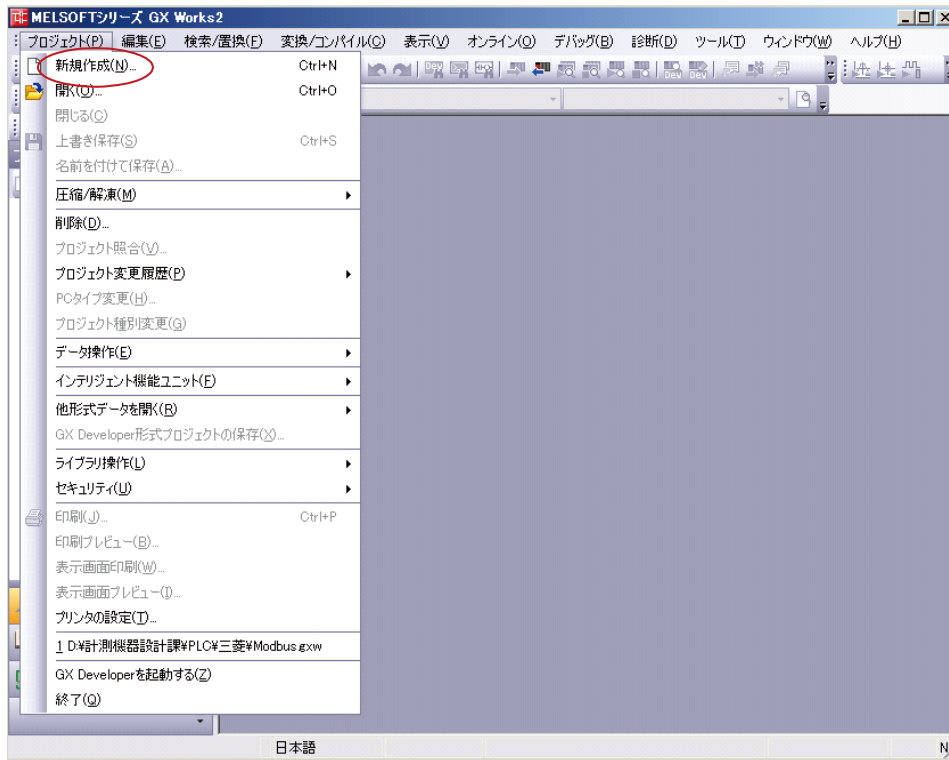 MELSOFTシリーズ GX Works2
プロジェクト(P) 編集(E) 検索/置換(F) 変換/コンパイル(C) 表示(V) オンライン(O) デバッグ(B) 診断(D) ツール(T) ウィンドウ(W) ヘルプ(H)
新規作成(N)... Ctrl+N
開く(O)... Ctrl+O
閉じる(C)
上書き保存(S) Ctrl+S
名前を付けて保存(A)...
圧縮/解凍(M)
削除(D)...
プロジェクト照合(V)...
プロジェクト変更履歴(P)
PCタイプ変更(H)...
プロジェクト種別変更(G)
データ操作(E)
インテリジェント機能ユニット(F)
他形式データを開く(R)
GX Developer形式プロジェクトの保存(X)...
ライブラリ操作(L)
セキュリティ(U)
印刷(J)... Ctrl+P
印刷プレビュー(B)...
表示画面印刷(W)...
表示画面プレビュー(I)...
プリンタの設定(T)...
1 D:¥計測機器設計課¥PLC¥三菱¥Modbus.gxw
GX Developerを起動する(Z)
終了(Q)
日本語